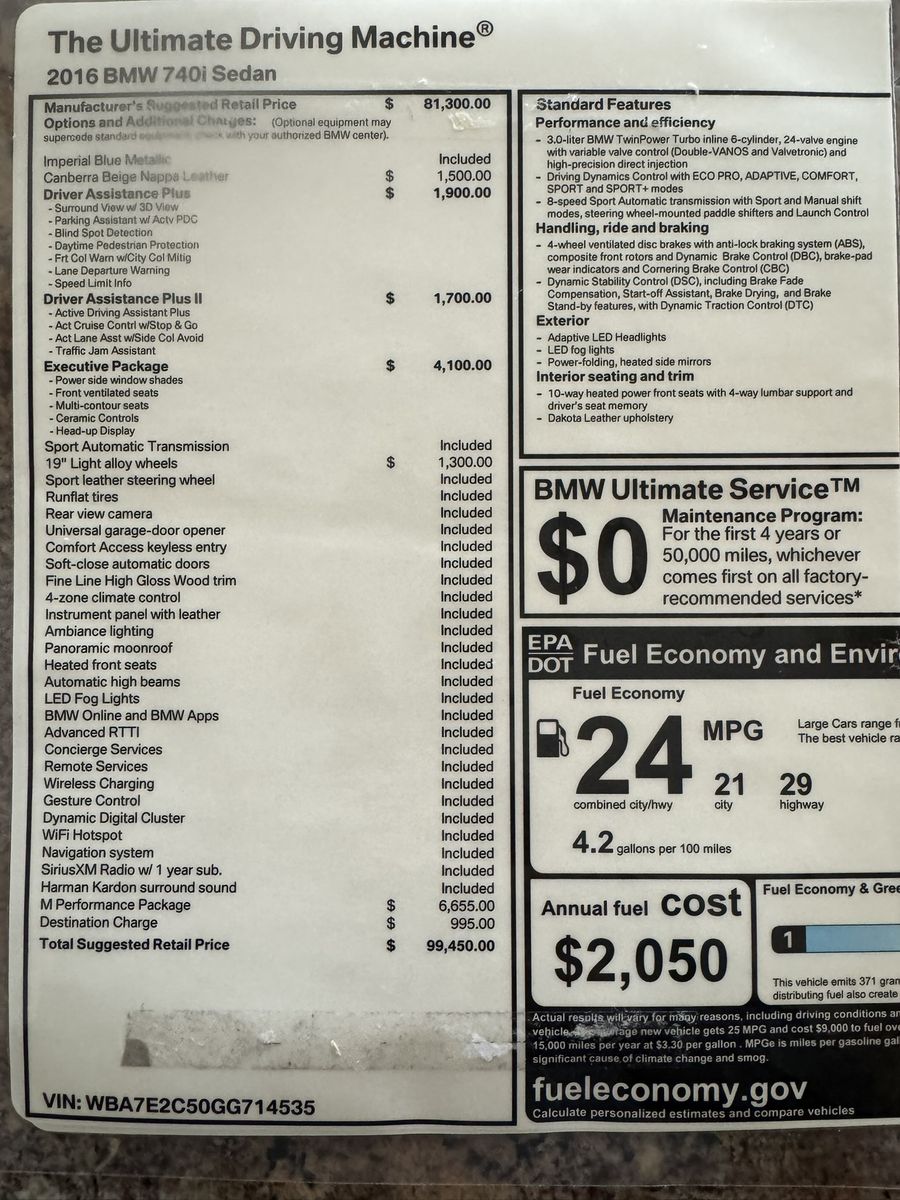 The Ultimate Driving Machine®
2016 BMW 740i Sedan
Manufacturer's Suggested Retail Price $ 81,300.00
Options and Additional Charges: (Optional equipment may
supercede standard equipment check with your authorized BMW center).
Imperial Blue Metallic Included
Canberra Beige Nappa Leather $ 1,500.00
Driver Assistance Plus $ 1,900.00
- Surround View w/ 3D View
- Parking Assistant w/ Actv PDC
- Blind Spot Detection
- Daytime Pedestrian Protection
- Frt Col Warn w/City Col Mitig
- Lane Departure Warning
- Speed Limit Info
Driver Assistance Plus II $ 1,700.00
- Active Driving Assistant Plus
- Act Cruise Contrl w/Stop & Go
- Act Lane Asst w/Side Col Avoid
- Traffic Jam Assistant
Executive Package $ 4,100.00
- Power side window shades
- Front ventilated seats
- Multi-contour seats
- Ceramic Controls
- Head-up Display
Sport Automatic Transmission Included
19" Light alloy wheels $ 1,300.00
Sport leather steering wheel Included
Runflat tires Included
Rear view camera Included
Universal garage-door opener Included
Comfort Access keyless entry Included
Soft-close automatic doors Included
Fine Line High Gloss Wood trim Included
4-zone climate control Included
Instrument panel with leather Included
Ambiance lighting Included
Panoramic moonroof Included
Heated front seats Included
Automatic high beams Included
LED Fog Lights Included
BMW Online and BMW Apps Included
Advanced RTTI Included
Concierge Services Included
Remote Services Included
Wireless Charging Included
Gesture Control Included
Dynamic Digital Cluster Included
WiFi Hotspot Included
Navigation system Included
SiriusXM Radio w/ 1 year sub. Included
Harman Kardon surround sound Included
M Performance Package $ 6,655.00
Destination Charge $ 995.00
Total Suggested Retail Price $ 99,450.00
VIN: WBA7E2C50GG714535
Standard Features
Performance and efficiency
- 3.0-liter BMW TwinPower Turbo inline 6-cylinder, 24-valve engine
with variable valve control (Double-VANOS and Valvetronic) and
high-precision direct injection
- Driving Dynamics Control with ECO PRO, ADAPTIVE, COMFORT,
SPORT and SPORT+ modes
- 8-speed Sport Automatic transmission with Sport and Manual shift
modes, steering wheel-mounted paddle shifters and Launch Control
Handling, ride and braking
- 4-wheel ventilated disc brakes with anti-lock braking system (ABS),
composite front rotors and Dynamic Brake Control (DBC), brake-pad
wear indicators and Cornering Brake Control (CBC)
- Dynamic Stability Control (DSC), including Brake Fade
Compensation, Start-off Assistant, Brake Drying, and Brake
Stand-by features, with Dynamic Traction Control (DTC)
Exterior
- Adaptive LED Headlights
- LED fog lights
- Power-folding, heated side mirrors
Interior seating and trim
- 10-way heated power front seats with 4-way lumbar support and
driver's seat memory
- Dakota Leather upholstery
BMW Ultimate Service™
$0
Maintenance Program:
For the first 4 years or
50,000 miles, whichever
comes first on all factory-
recommended services*
EPA
DOT
Fuel Economy and Envir
Fuel Economy
24 MPG
combined city/hwy
21
city
29
highway
Large Cars range f
The best vehicle ra
4.2 gallons per 100 miles
Annual fuel cost
$2,050
Fuel Economy & Gree
1
This vehicle emits 371 gran
distributing fuel also create
Actual results will vary for many reasons, including driving conditions an
vehicle. average new vehicle gets 25 MPG and cost $9,000 to fuel ov
15,000 miles per year at $3.30 per gallon . MPGe is miles per gasoline gal
significant cause of climate change and smog.
fueleconomy.gov
Calculate personalized estimates and compare vehicles